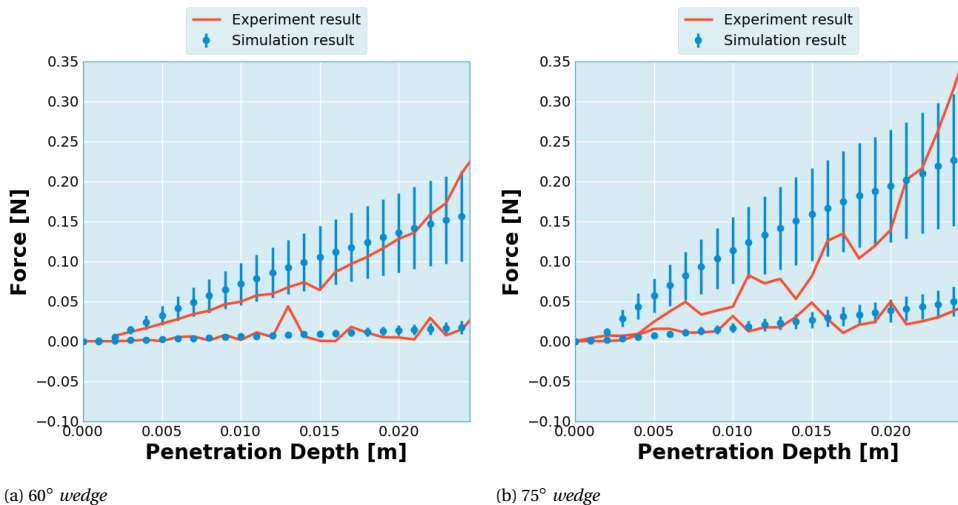 Experiment result
Simulation result
0.35
0.30
0.25
0.20
0.15
0.10
0.05
0.00
−0.05
−0.10
Force [N]
0.000 0.005 0.010 0.015 0.020
Penetration Depth [m]
(a) 60° wedge
Experiment result
Simulation result
0.35
0.30
0.25
0.20
0.15
0.10
0.05
0.00
−0.05
−0.10
Force [N]
0.000 0.005 0.010 0.015 0.020
Penetration Depth [m]
(b) 75° wedge